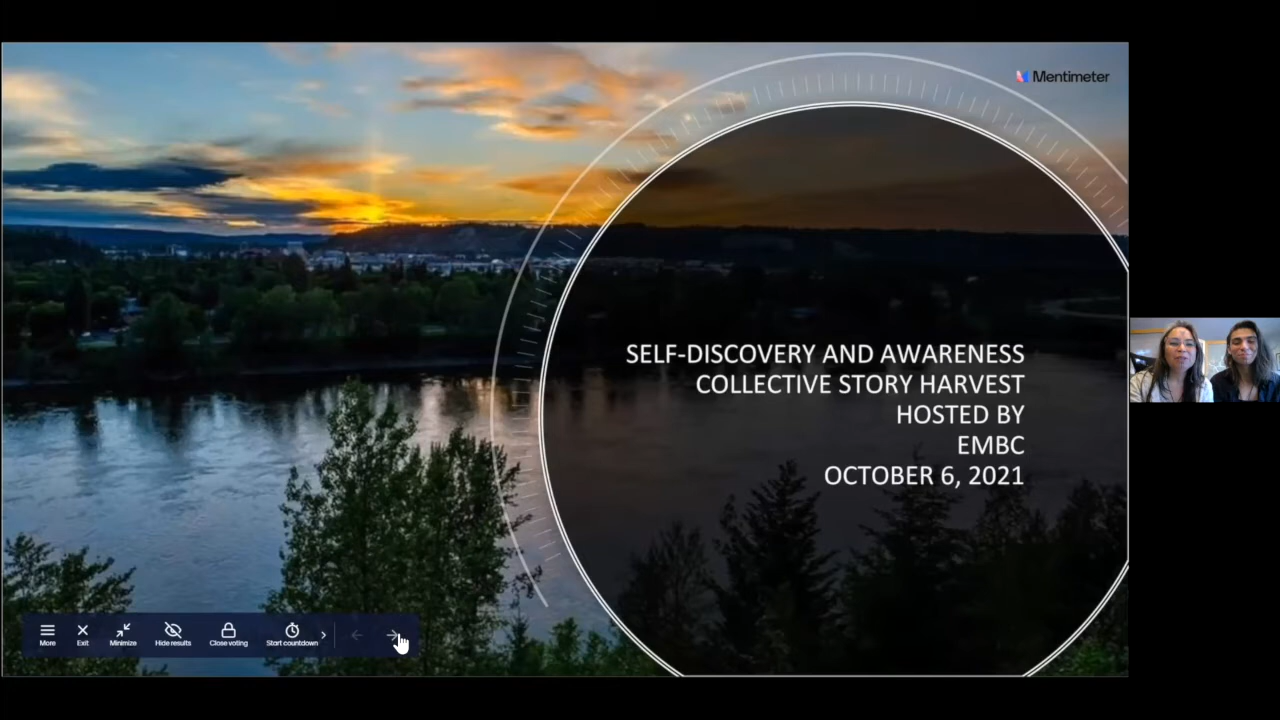 Mentimeter
SELF-DISCOVERY AND AWARENESS
COLLECTIVE STORY HARVEST
HOSTED BY
EMBC
OCTOBER 6, 2021
More
Exit
Minimize
Hide results
Close voting
Start countdown